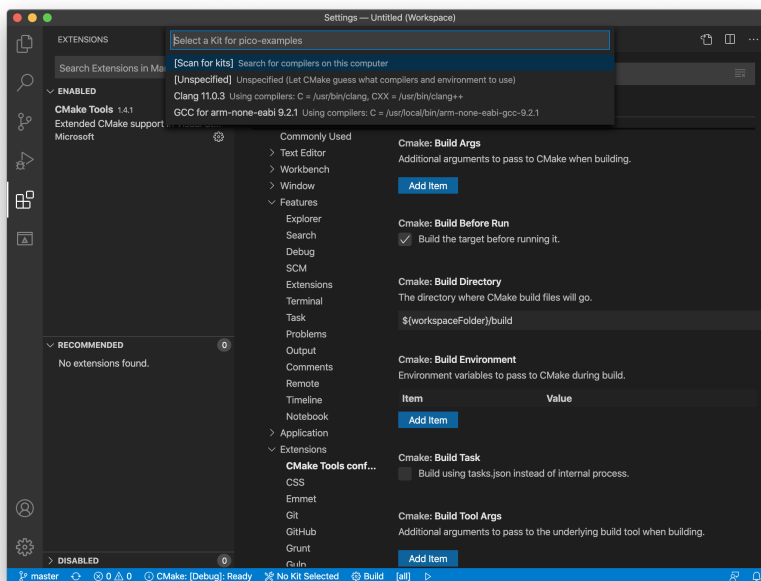 Settings — Untitled (Workspace)
EXTENSIONS
Search Extensions in Ma
ENABLED
CMake Tools 1.4.1
Extended CMake support
Microsoft
RECOMMENDED 0
No extensions found.
DISABLED 0
Select a Kit for pico-examples
[Scan for kits] Search for compilers on this computer
[Unspecified] Unspecified (Let CMake guess what compilers and environment to use)
Clang 11.0.3 Using compilers: C = /usr/bin/clang, CXX = /usr/bin/clang++
GCC for arm-none-eabi 9.2.1 Using compilers: C = /usr/local/bin/arm-none-eabi-gcc-9.2.1
Commonly Used
Text Editor
Workbench
Window
Features
Explorer
Search
Debug
SCM
Extensions
Terminal
Task
Problems
Output
Comments
Remote
Timeline
Notebook
Application
Extensions
CMake Tools conf...
CSS
Emmet
Git
GitHub
Grunt
Gulp
Cmake: Build Args
Additional arguments to pass to CMake when building.
Add Item
Cmake: Build Before Run
Build the target before running it.
Cmake: Build Directory
The directory where CMake build files will go.
${workspaceFolder}/build
Cmake: Build Environment
Environment variables to pass to CMake during build.
Item Value
Add Item
Cmake: Build Task
Build using tasks.json instead of internal process.
Cmake: Build Tool Args
Additional arguments to pass to the underlying build tool when building.
Add Item
master 0 0 CMake: [Debug]: Ready No Kit Selected Build [all]